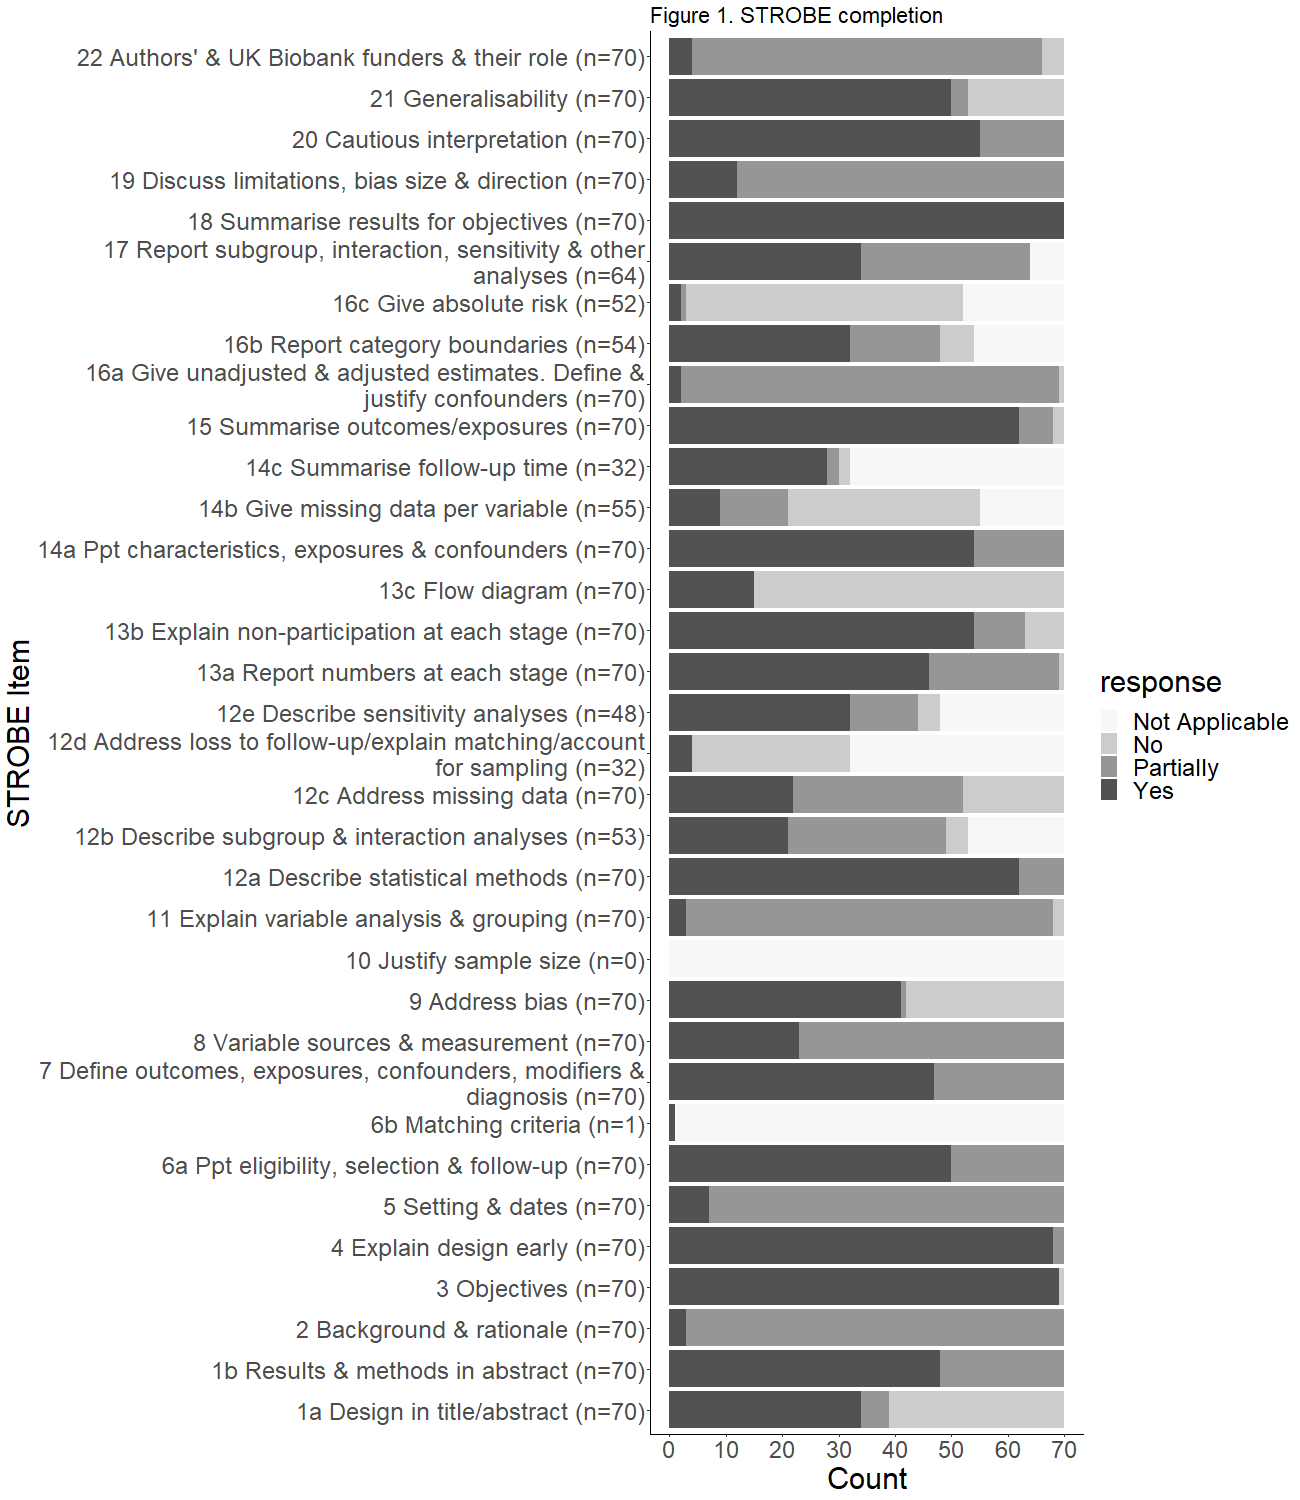 Figure 1. STROBE completion
22 Authors' & UK Biobank funders & their role (n=70)
21 Generalisability (n=70)
20 Cautious interpretation (n=70)
19 Discuss limitations, bias size & direction (n=70)
18 Summarise results for objectives (n=70)
17 Report subgroup, interaction, sensitivity & other
analyses (n=64)
16c Give absolute risk (n=52)
16b Report category boundaries (n=54)
16a Give unadjusted & adjusted estimates. Define &
justify confounders (n=70)
15 Summarise outcomes/exposures (n=70)
14c Summarise follow-up time (n=32)
14b Give missing data per variable (n=55)
14a Ppt characteristics, exposures & confounders (n=70)
13c Flow diagram (n=70)
13b Explain non-participation at each stage (n=70)
13a Report numbers at each stage (n=70)
12e Describe sensitivity analyses (n=48)
12d Address loss to follow-up/explain matching/account
for sampling (n=32)
12c Address missing data (n=70)
12b Describe subgroup & interaction analyses (n=53)
12a Describe statistical methods (n=70)
11 Explain variable analysis & grouping (n=70)
10 Justify sample size (n=0)
9 Address bias (n=70)
8 Variable sources & measurement (n=70)
7 Define outcomes, exposures, confounders, modifiers &
diagnosis (n=70)
6b Matching criteria (n=1)
6a Ppt eligibility, selection & follow-up (n=70)
5 Setting & dates (n=70)
4 Explain design early (n=70)
3 Objectives (n=70)
2 Background & rationale (n=70)
1b Results & methods in abstract (n=70)
1a Design in title/abstract (n=70)
STROBE Item
0 10 20 30 40 50 60 70
Count
response
Not Applicable
No
Partially
Yes